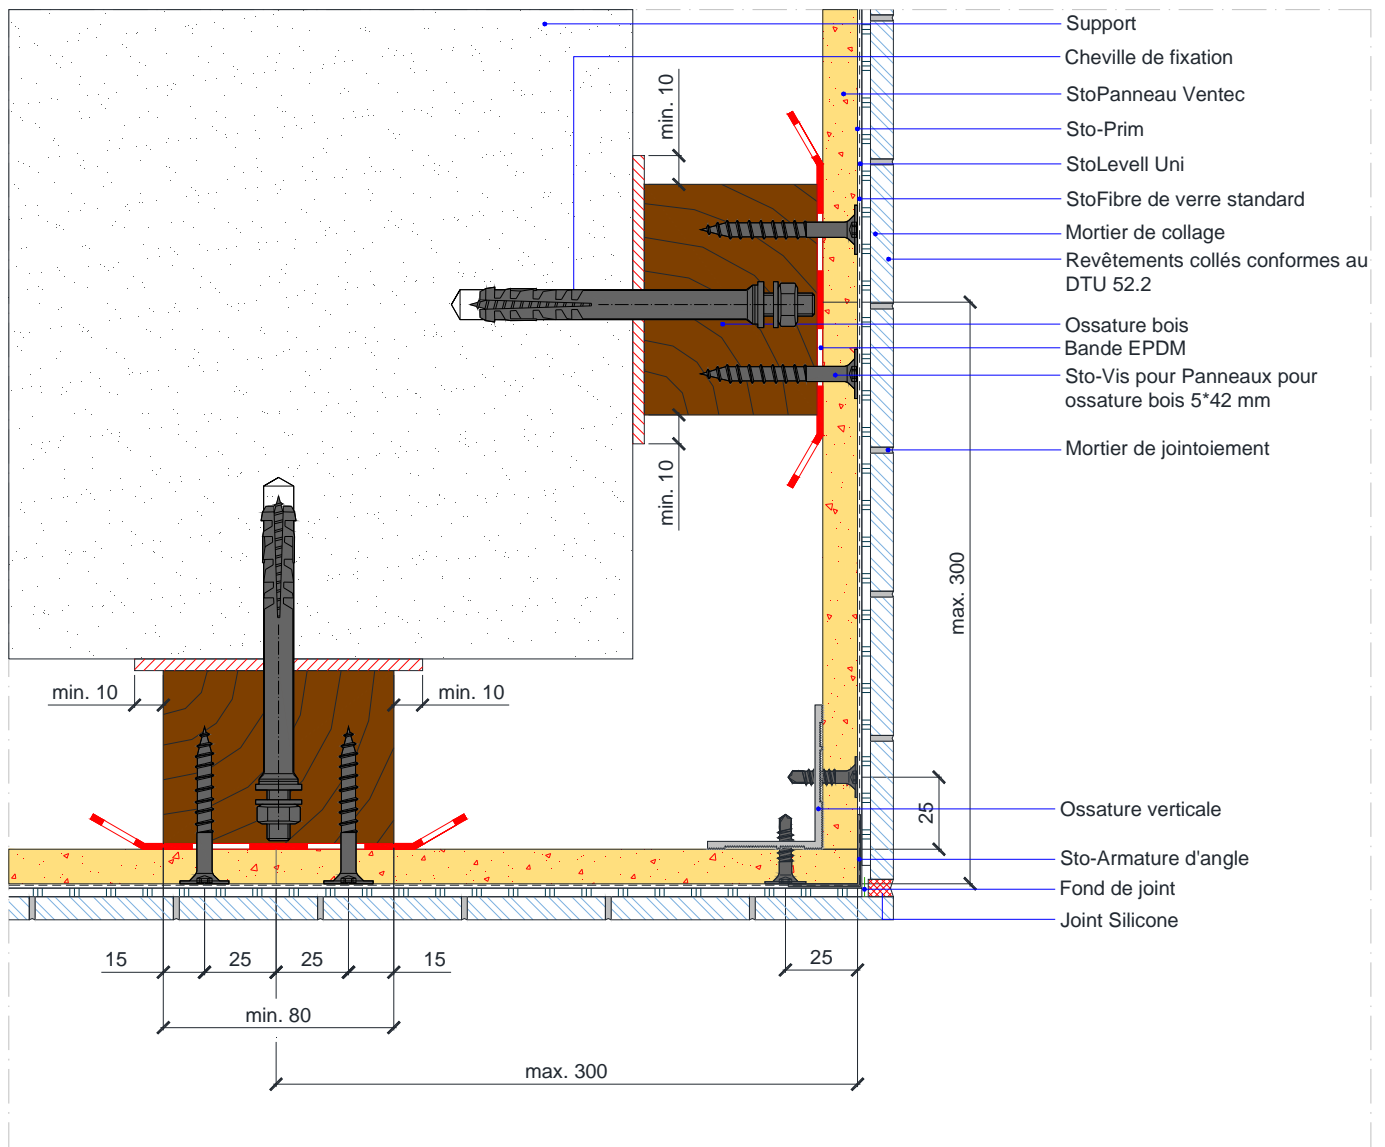 Support
Cheville de fixation
StoPanneau Ventec
Sto-Prim
StoLevell Uni
StoFibre de verre standard
Mortier de collage
Revêtements collés conformes au
DTU 52.2
Ossature bois
Bande EPDM
Sto-Vis pour Panneaux pour
ossature bois 5*42 mm
Mortier de jointoiement
Ossature verticale
Sto-Armature d'angle
Fond de joint
Joint Silicone
min. 10
min. 10
max. 300
25
min. 10
min. 10
15
25
25
15
25
min. 80
max. 300